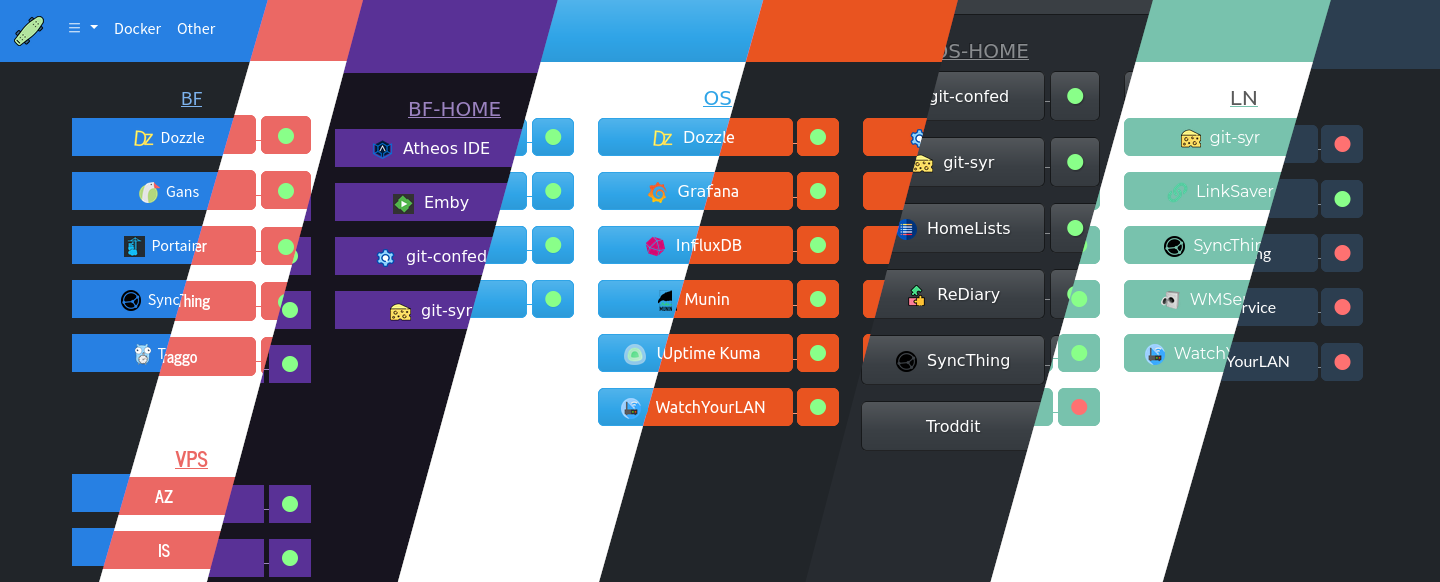 Docker Other
BF
Dozzle
Gans
Portainer
SyncThing
Taggo
VPS
AZ
IS
BF-HOME
Atheos IDE
Emby
git-confed
git-syr
OS
Dozzle
Grafana
InfluxDB
MUNIN Munin
Uptime Kuma
WatchYourLAN
OS-HOME
git-confed
git-syr
HomeLists
ReDiary
SyncThing
Troddit
LN
git-syr
LinkSaver
SyncThing
WMService
WatchYourLAN